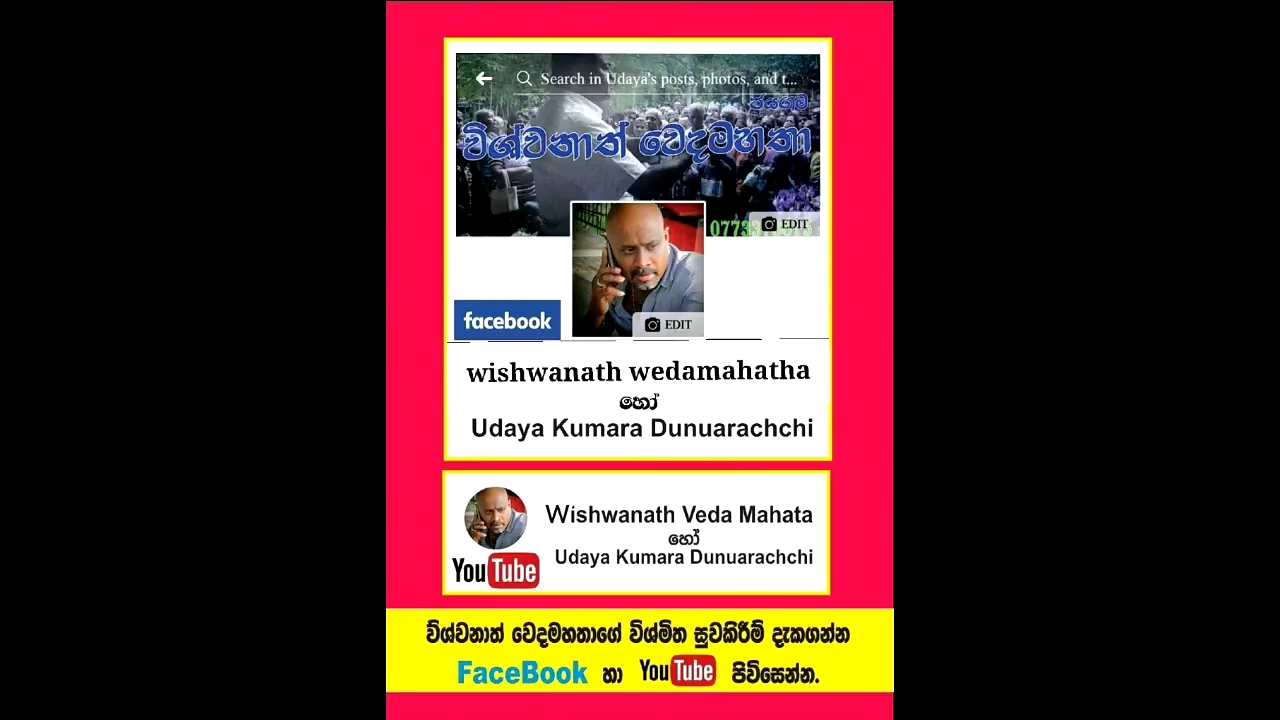 Search in Udaya's posts, photos, and t...
ජයගුම්
විශ්වනාත් වෙදමහතා
EDIT
EDIT
facebook
wishwanath wedamahatha
හෝ
Udaya Kumara Dunuarachchi
Wishwanath Veda Mahata
හෝ
Udaya Kumara Dunuarachchi
YouTube
විශ්වනාත් වෙදමහතාගේ විශ්මිත සුවකිරීම් දැකගන්න
FaceBook හා YouTube පිවිසෙන්න.